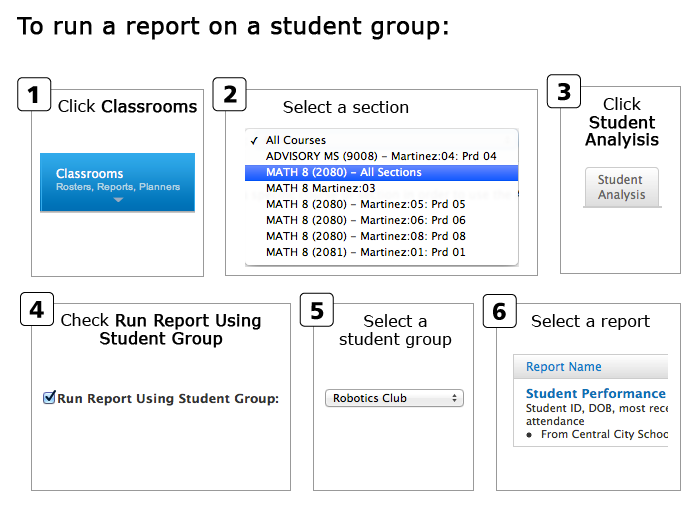 To run a report on a student group:
1
Click Classrooms
Classrooms
Rosters, Reports, Planners
2
Select a section
✓ All Courses
ADVISORY MS (9008) – Martinez:04: Prd 04
MATH 8 (2080) – All Sections
MATH 8 Martinez:03
MATH 8 (2080) – Martinez:05: Prd 05
MATH 8 (2080) – Martinez:06: Prd 06
MATH 8 (2080) – Martinez:08: Prd 08
MATH 8 (2081) – Martinez:01: Prd 01
3
Click
Student
Analyisis
Student
Analysis
4
Check Run Report Using
Student Group
Run Report Using Student Group:
5
Select a
student group
Robotics Club
6
Select a report
Report Name
Student Performance
Student ID, DOB, most rece
attendance
• From Central City Schoo